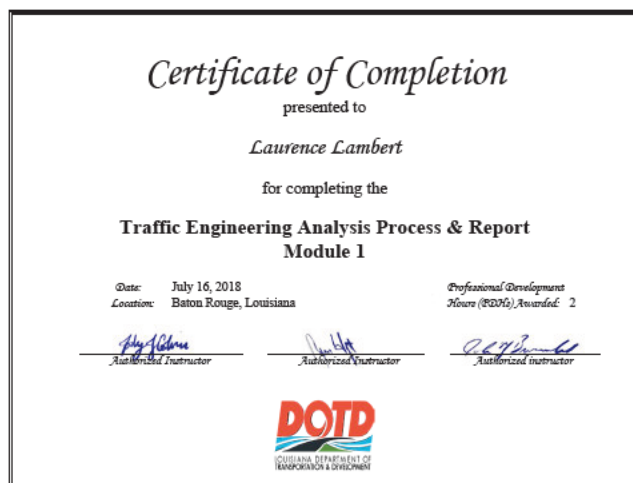 Certificate of Completion
presented to
Laurence Lambert
for completing the
Traffic Engineering Analysis Process & Report
Module 1
Date: July 16, 2018
Location: Baton Rouge, Louisiana
Professional Development
Hours (PDHs) Awarded: 2
Authorized Instructor
Authorized Instructor
Authorized instructor
DOTD
LOUISIANA DEPARTMENT OF
TRANSPORTATION & DEVELOPMENT